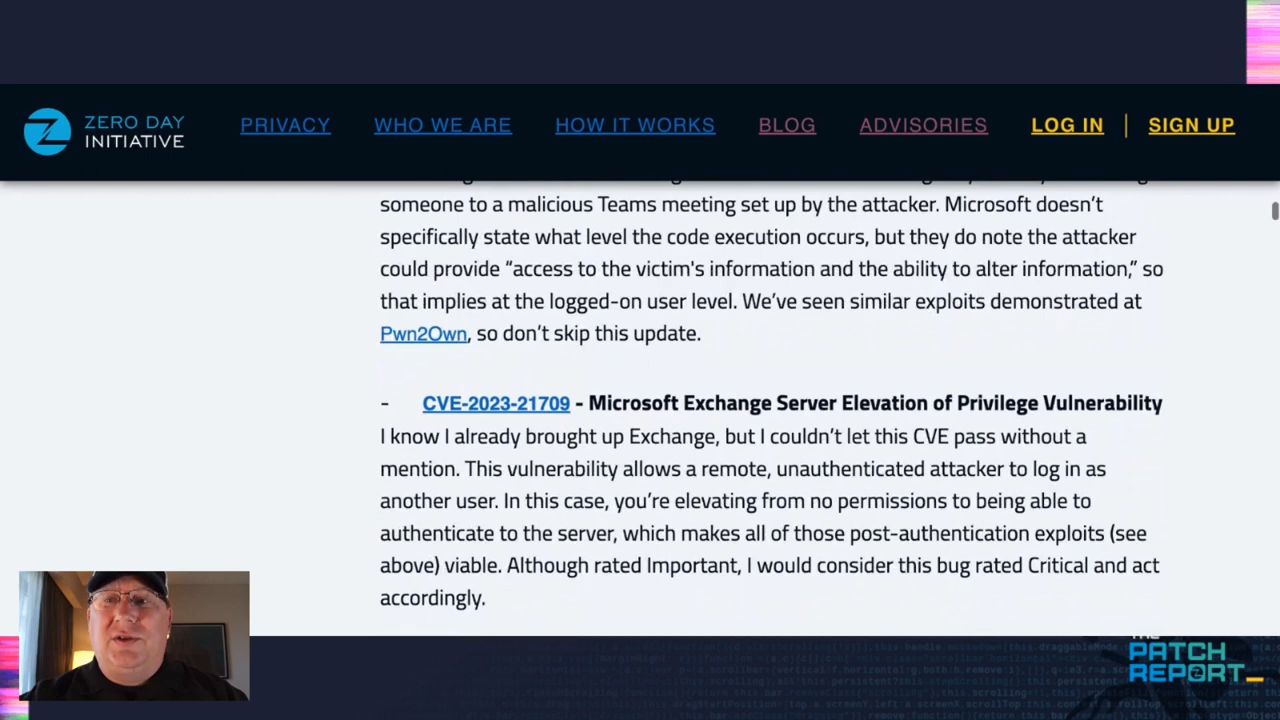 ZERO DAY
INITIATIVE
PRIVACY
WHO WE ARE
HOW IT WORKS
BLOG
ADVISORIES
LOG IN
|
SIGN UP
someone to a malicious Teams meeting set up by the attacker. Microsoft doesn’t
specifically state what level the code execution occurs, but they do note the attacker
could provide “access to the victim's information and the ability to alter information,” so
that implies at the logged-on user level. We’ve seen similar exploits demonstrated at
Pwn2Own, so don’t skip this update.
- CVE-2023-21709 - Microsoft Exchange Server Elevation of Privilege Vulnerability
I know I already brought up Exchange, but I couldn’t let this CVE pass without a
mention. This vulnerability allows a remote, unauthenticated attacker to log in as
another user. In this case, you’re elevating from no permissions to being able to
authenticate to the server, which makes all of those post-authentication exploits (see
above) viable. Although rated Important, I would consider this bug rated Critical and act
accordingly.
THE
PATCH
REPORT_